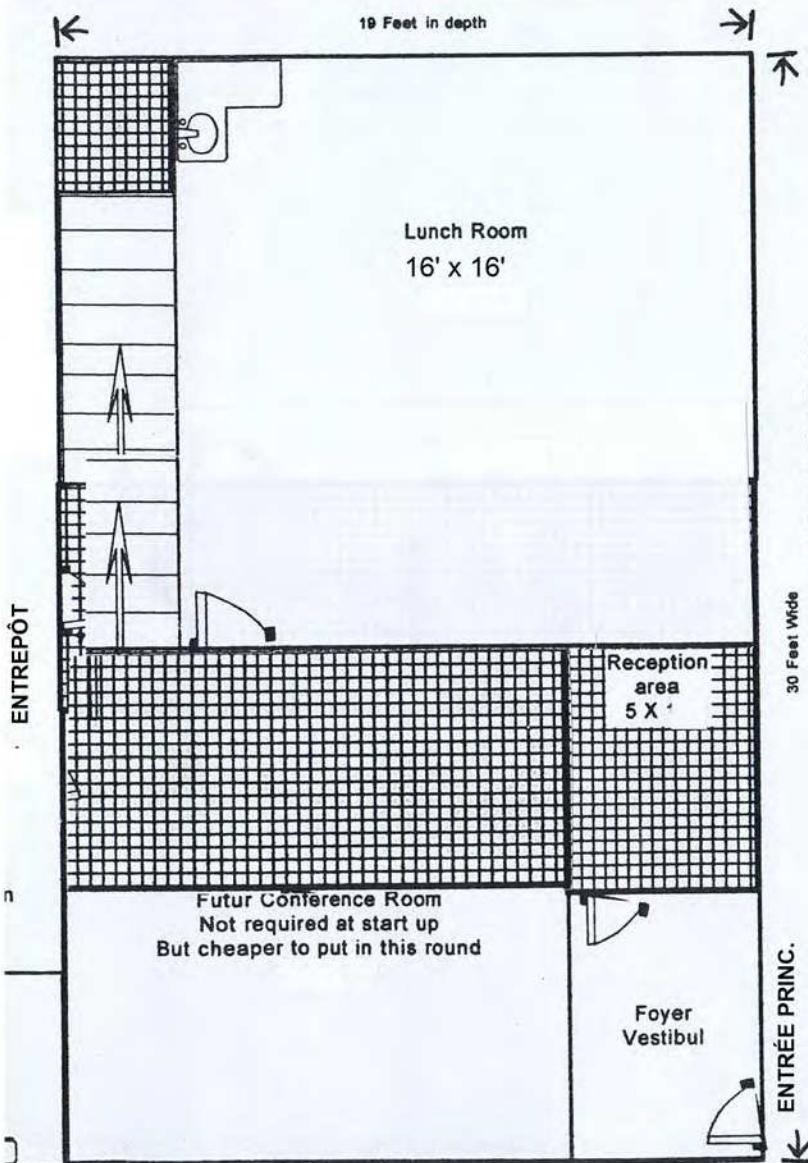 19 Feet in depth
Lunch Room
16' x 16'
ENTREPÔT
30 Feet Wide
Reception
area
5 X
Futur Conference Room
Not required at start up
But cheaper to put in this round
Foyer
Vestibul
ENTRÉE PRINC.